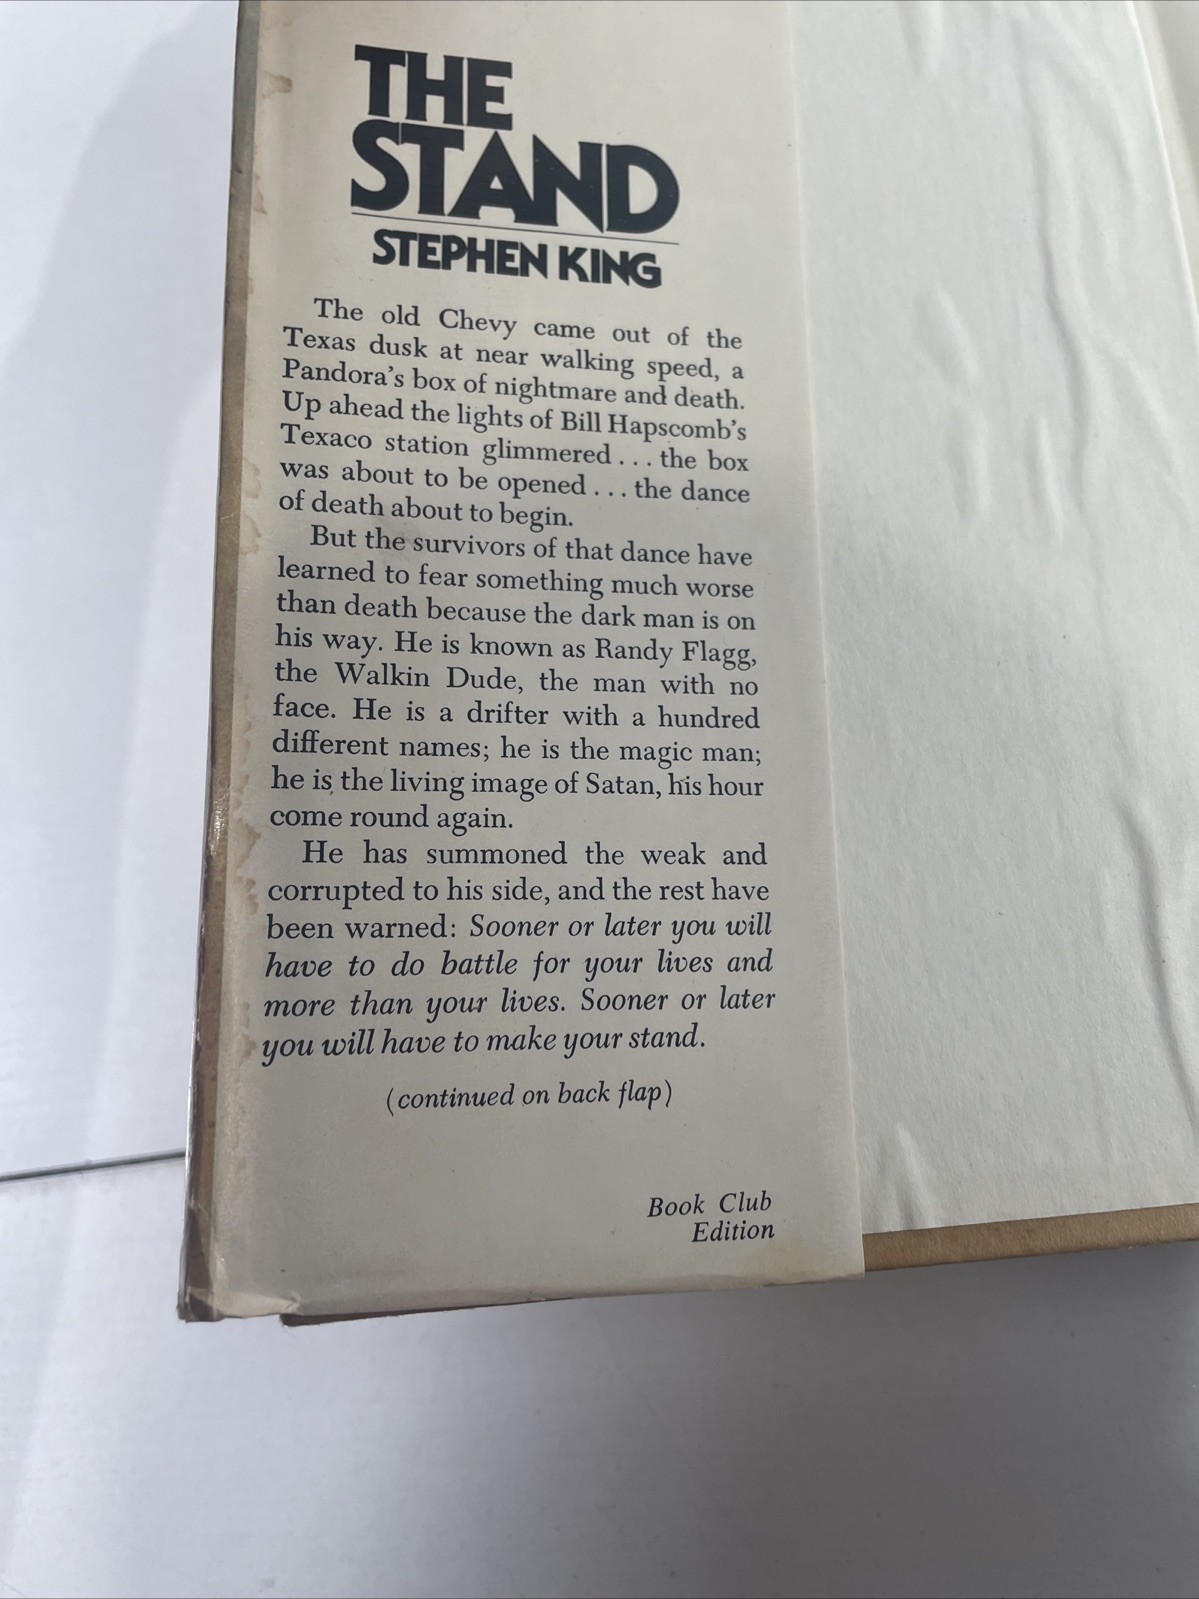 THE
STAND
STEPHEN KING
The old Chevy came out of the
Texas dusk at near walking speed, a
Pandora's box of nightmare and death.
Up ahead the lights of Bill Hapscomb's
Texaco station glimmered . . . the box
was about to be opened . . . the dance
of death about to begin.
But the survivors of that dance have
learned to fear something much worse
than death because the dark man is on
his way. He is known as Randy Flagg,
the Walkin Dude, the man with no
face. He is a drifter with a hundred
different names; he is the magic man;
he is the living image of Satan, his hour
come round again.
He has summoned the weak and
corrupted to his side, and the rest have
been warned: Sooner or later you will
have to do battle for your lives and
more than your lives. Sooner or later
you will have to make your stand.
(continued on back flap)
Book Club
Edition